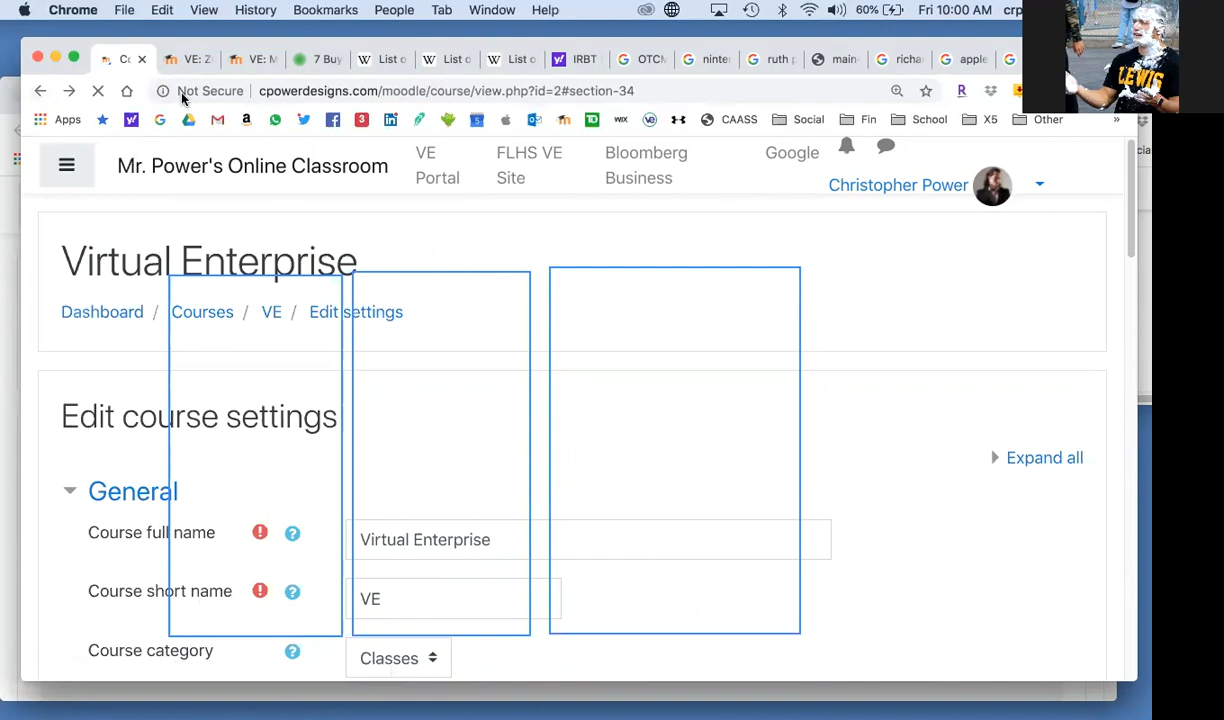 Chrome File Edit View History Bookmarks People Tab Window Help 60% Fri 10:00 AM crp
Co VE: Z VE: M 7 Buy List o List o List o IRBT OTC ninter ruth p main- richa apple
Not Secure cpowerdesigns.com/moodle/course/view.php?id=2#section-34
Apps CAASS Social Fin School X5 Other »
LEWIS
Mr. Power's Online Classroom
VE Portal
FLHS VE Site
Bloomberg Business
Google
Christopher Power
Virtual Enterprise
Dashboard / Courses / VE / Edit settings
Edit course settings
Expand all
General
Course full name Virtual Enterprise
Course short name VE
Course category Classes